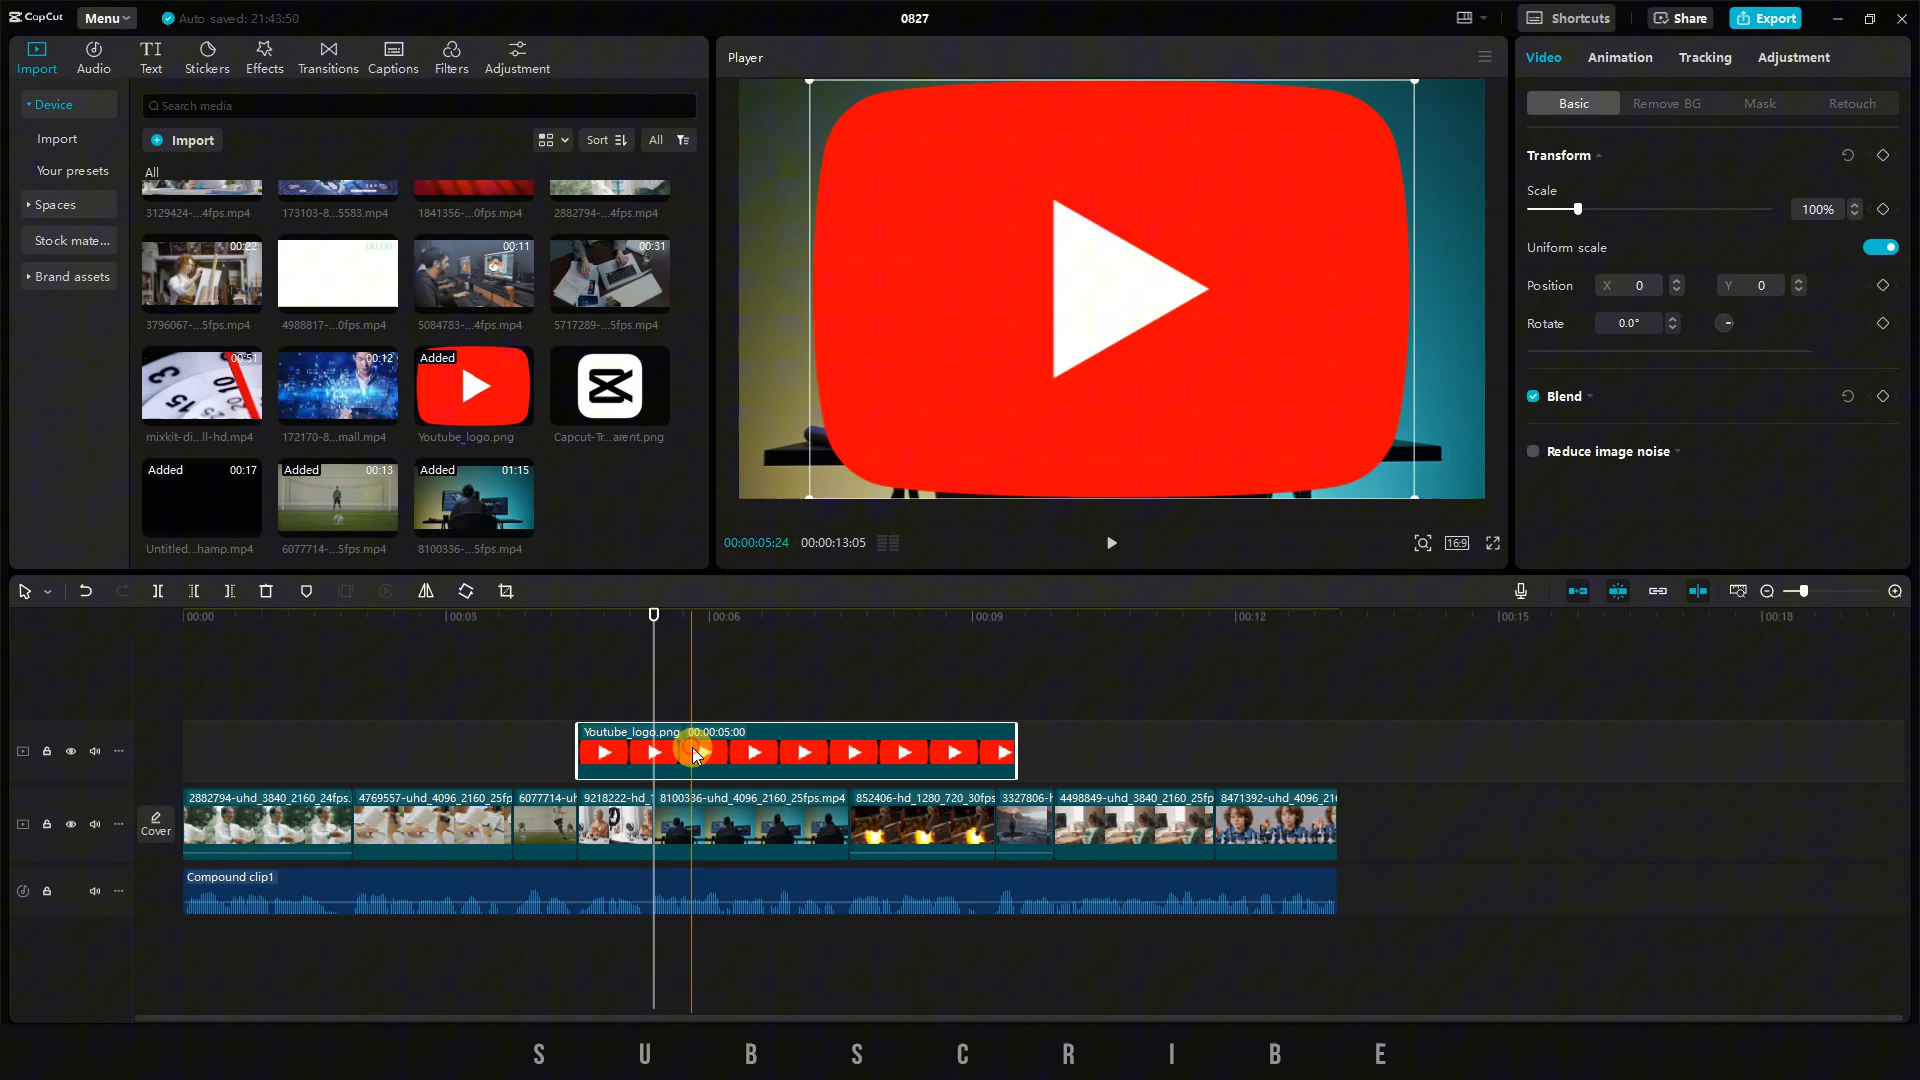 CapCut Menu Auto saved: 21:43:50 0827 Shortcuts Share Export
Import Audio Text Stickers Effects Transitions Captions Filters Adjustment
Device
Import
Your presets
Spaces
Stock mate...
Brand assets
Search media
Import Sort All
All
3129424-...4fps.mp4 173103-8...5583.mp4 1841356-...0fps.mp4 2882794-...4fps.mp4
00:22 00:11 00:31
3796067-...5fps.mp4 4988817-...0fps.mp4 5084783-...4fps.mp4 5717289-...5fps.mp4
00:51 00:12 Added
mixkit-di...ll-hd.mp4 172170-8...mall.mp4 Youtube_logo.png Capcut-Tr...arent.png
Added 00:17 Added 00:13 Added 01:15
Untitled...hamp.mp4 6077714-...5fps.mp4 8100336-...5fps.mp4
Player
00:00:05:24 00:00:13:05 16:9
Video Animation Tracking Adjustment
Basic Remove BG Mask Retouch
Transform
Scale
100%
Uniform scale
Position X 0 Y 0
Rotate 0.0°
Blend
Reduce image noise
00:00 00:03 00:06 00:09 00:12 00:15 00:18
Youtube_logo.png 00:00:05:00
Cover
2882794-uhd_3840_2160_24fps. 4769557-uhd_4096_2160_25fp 6077714-uh 9218222-hd_ 8100336-uhd_4096_2160_25fps.mp4 852406-hd_1280_720_30fps 3327806-h 4498849-uhd_3840_2160_25fp 8471392-uhd_4096_216
Compound clip1
SUBSCRIBE